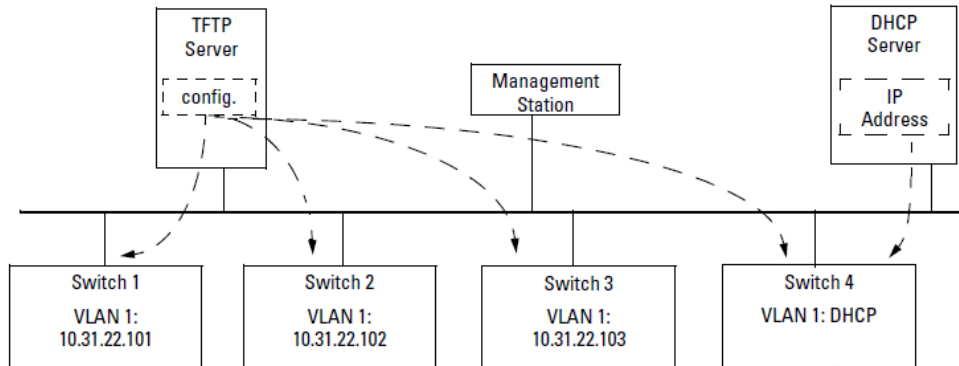 TFTP
Server
config.
Management
Station
DHCP
Server
IP
Address
Switch 1
VLAN 1:
10.31.22.101
Switch 2
VLAN 1:
10.31.22.102
Switch 3
VLAN 1:
10.31.22.103
Switch 4
VLAN 1: DHCP